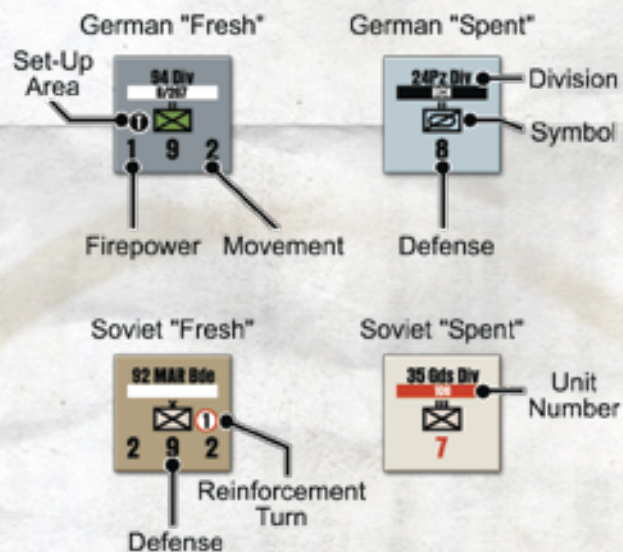 German "Fresh"
German "Spent"
Set-Up
Area
94 Div
1 9 2
Firepower
Movement
24Pz Div
8
Division
Symbol
Defense
Soviet "Fresh"
Soviet "Spent"
92 MAR Bde
1
2 9 2
Defense
Reinforcement
Turn
35 Gds Div
7
Unit
Number